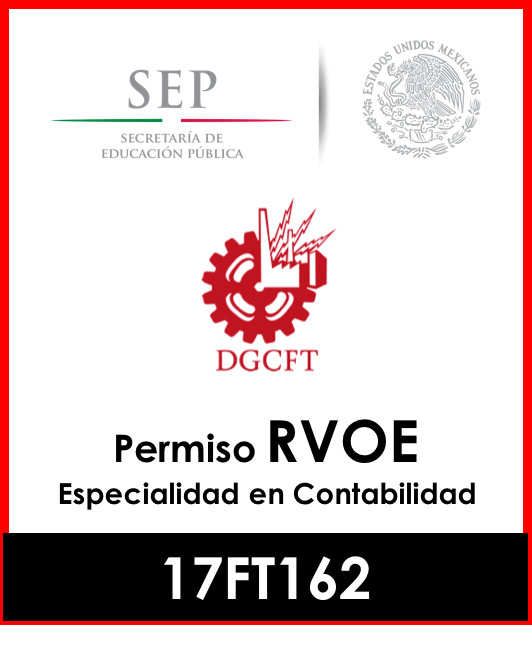 SEP
SECRETARÍA DE
EDUCACIÓN PÚBLICA
ESTADOS UNIDOS MEXICANOS
DGCFT
Permiso RVOE
Especialidad en Contabilidad
17FT162